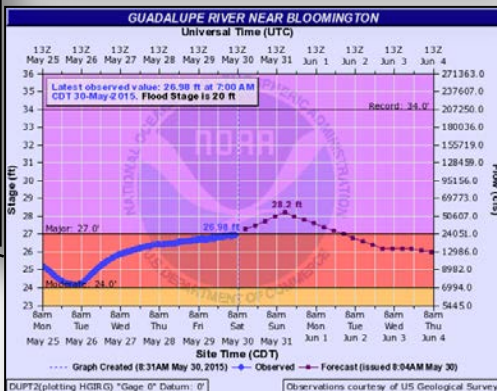 GUADALUPE RIVER NEAR BLOOMINGTON
Universal Time (UTC)
13Z 13Z 13Z 13Z 13Z 13Z 13Z 13Z 13Z 13Z 13Z
May 25 May 26 May 27 May 28 May 29 May 30 May 31 Jun 1 Jun 2 Jun 3 Jun 4
Latest observed value: 26.98 ft at 7:00 AM
CDT 30-May-2015. Flood Stage is 20 ft
Record: 34.0'
Stage (ft)
36
35
34
33
32
31
30
29
28
27
26
25
24
23
271363.0
237607.0
207250.0
180036.0
155719.0
128459.0
95156.0
69773.0
50607.0
24051.0
12986.0
8982.0
6994.0
5445.0
NOAA
28.2 ft
26.98 ft
Major: 27.0'
Moderate: 24.0'
8am 8am 8am 8am 8am 8am 8am 8am 8am 8am 8am
Mon Tue Wed Thu Fri Sat Sun Mon Tue Wed Thu
May 25 May 26 May 27 May 28 May 29 May 30 May 31 Jun 1 Jun 2 Jun 3 Jun 4
Site Time (CDT)
Graph Created (8:31AM May 30, 2015) Observed Forecast (issued 8:04AM May 30)
DUPT2(plotting HGIRG) "Gage 0" Datum: 0'
Observations courtesy of US Geological Survey